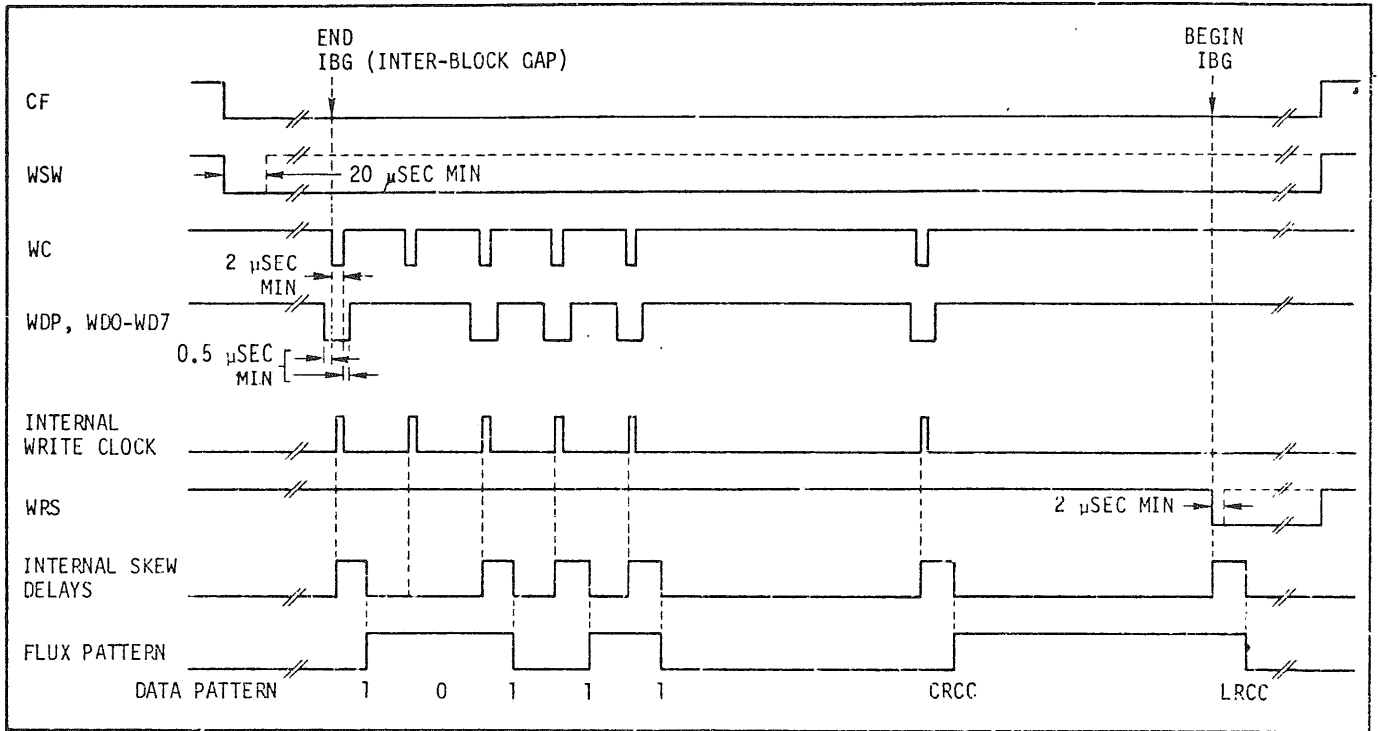 END
IBG (INTER-BLOCK GAP)
BEGIN
IBG
CF
WSW
20 μSEC MIN
WC
2 μSEC
MIN
WDP, WD0-WD7
0.5 μSEC
MIN
INTERNAL
WRITE CLOCK
WRS
2 μSEC MIN
INTERNAL SKEW
DELAYS
FLUX PATTERN
DATA PATTERN 1 0 1 1 1 CRCC LRCC